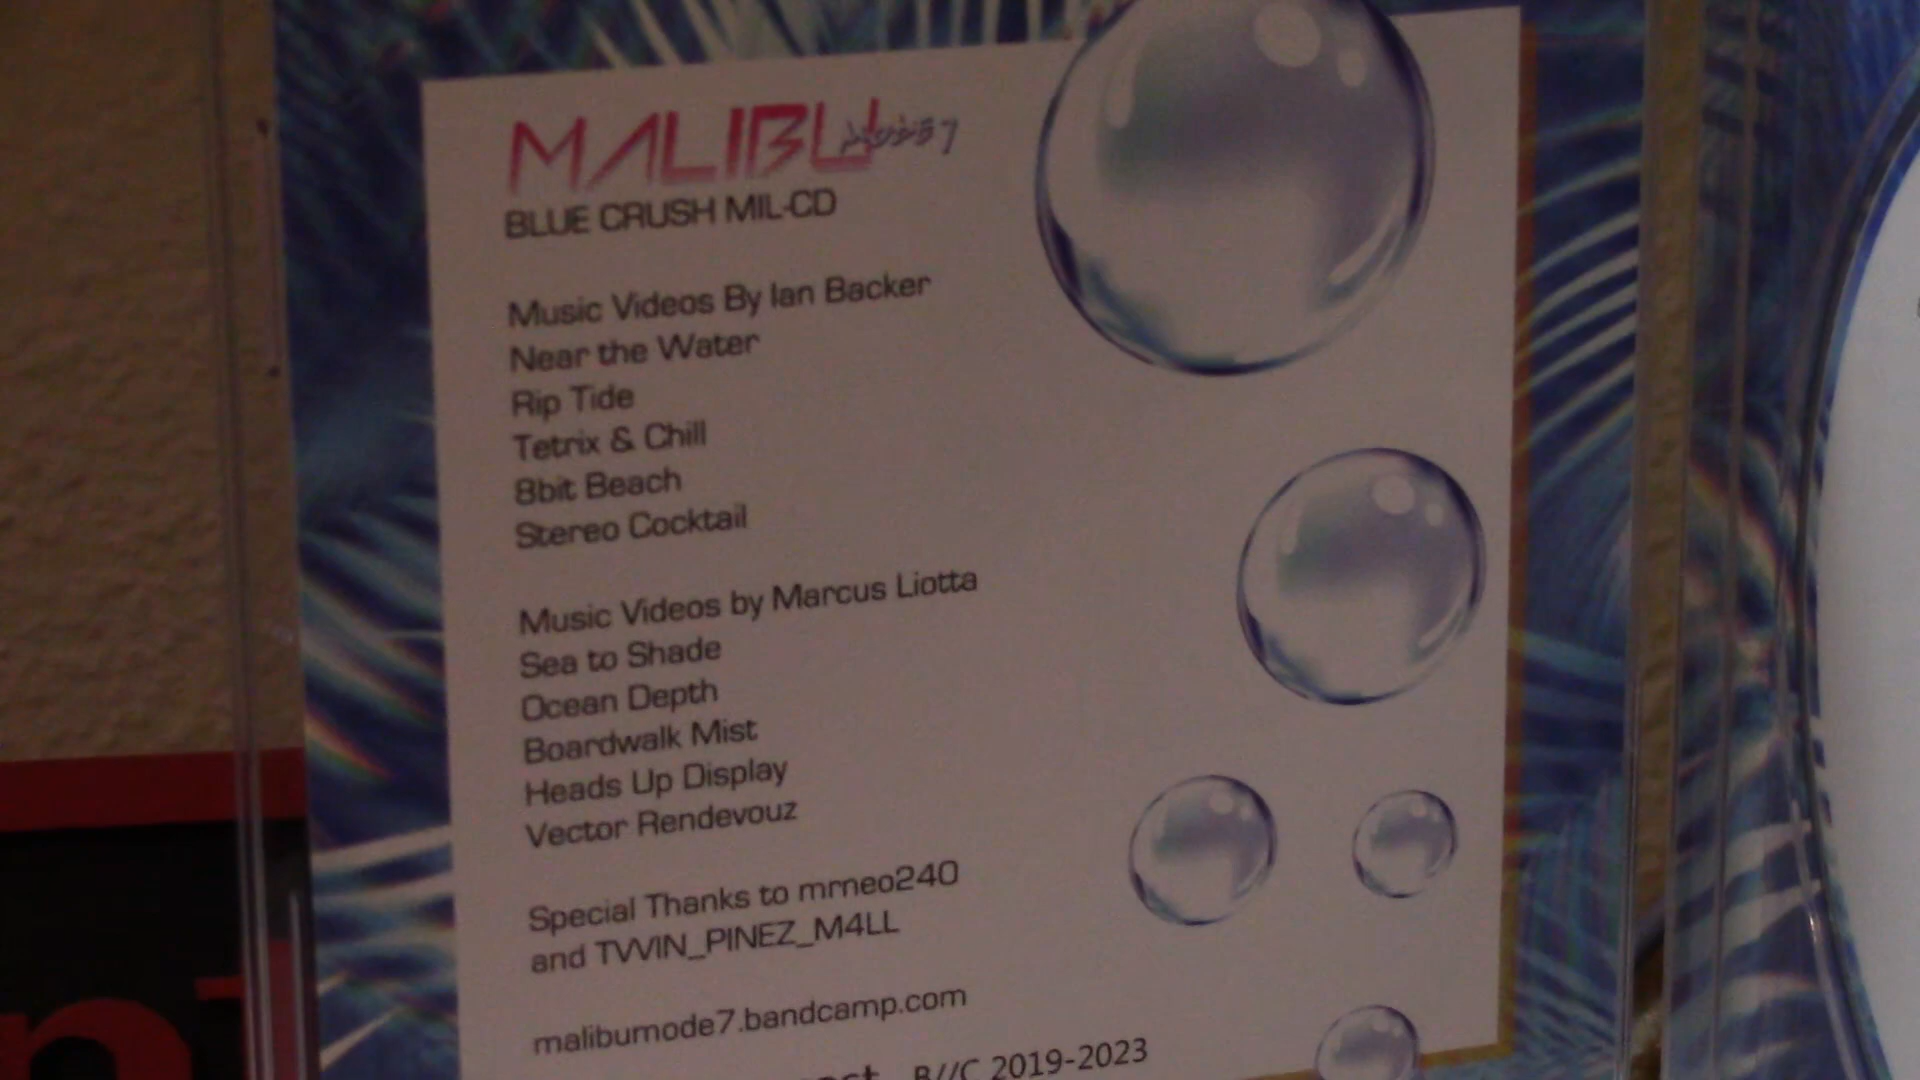 MALIBU MODE7
BLUE CRUSH MIL-CD
Music Videos By Ian Backer
Near the Water
Rip Tide
Tetrix & Chill
8bit Beach
Stereo Cocktail
Music Videos by Marcus Liotta
Sea to Shade
Ocean Depth
Boardwalk Mist
Heads Up Display
Vector Rendevouz
Special Thanks to mrneo240
and TVVIN_PINEZ_M4LL
malibumode7.bandcamp.com
B//C 2019-2023